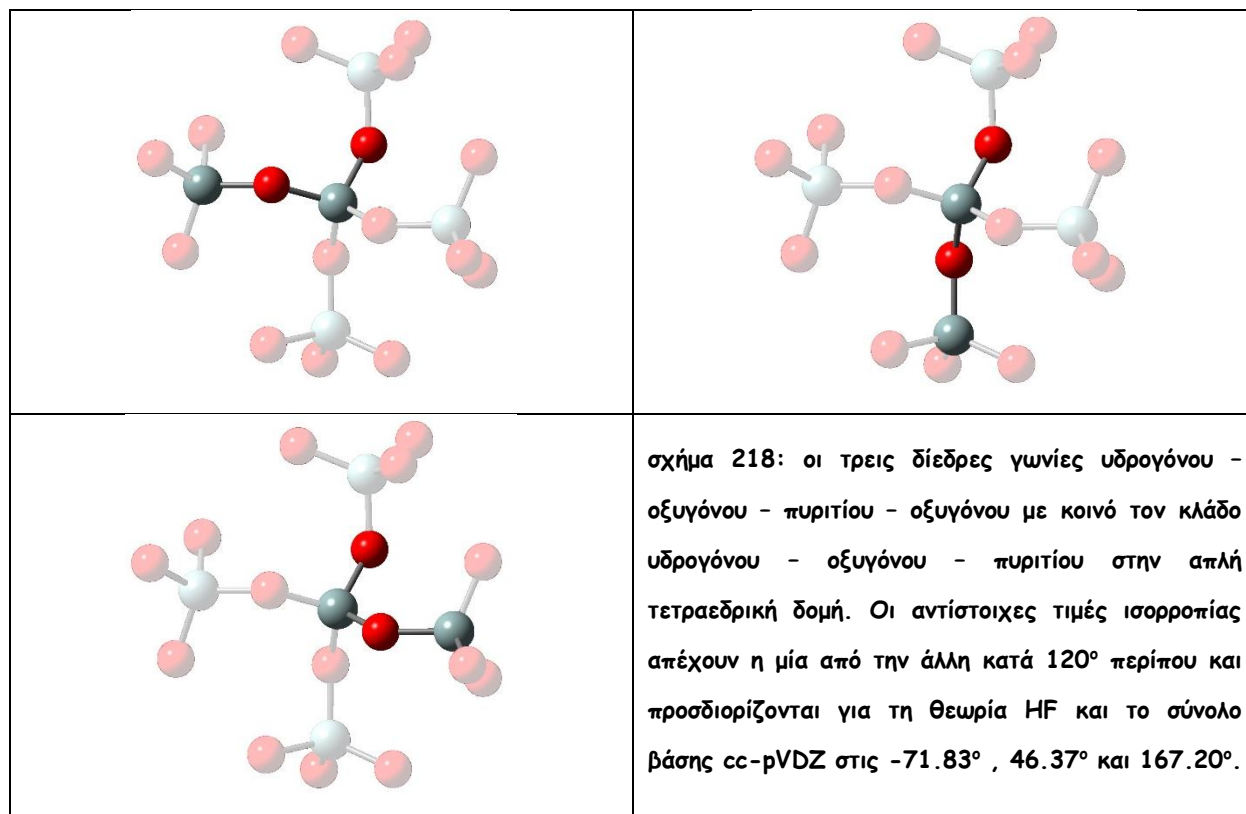 σχήμα 218: οι τρεις δίεδρες γωνίες υδρογόνου –
οξυγόνου – πυριτίου – οξυγόνου με κοινό τον κλάδο
υδρογόνου – οξυγόνου – πυριτίου στην απλή
τετραεδρική δομή. Οι αντίστοιχες τιμές ισορροπίας
απέχουν η μία από την άλλη κατά 120° περίπου και
προσδιορίζονται για τη θεωρία HF και το σύνολο
βάσης cc-pVDZ στις -71.83° , 46.37° και 167.20°.